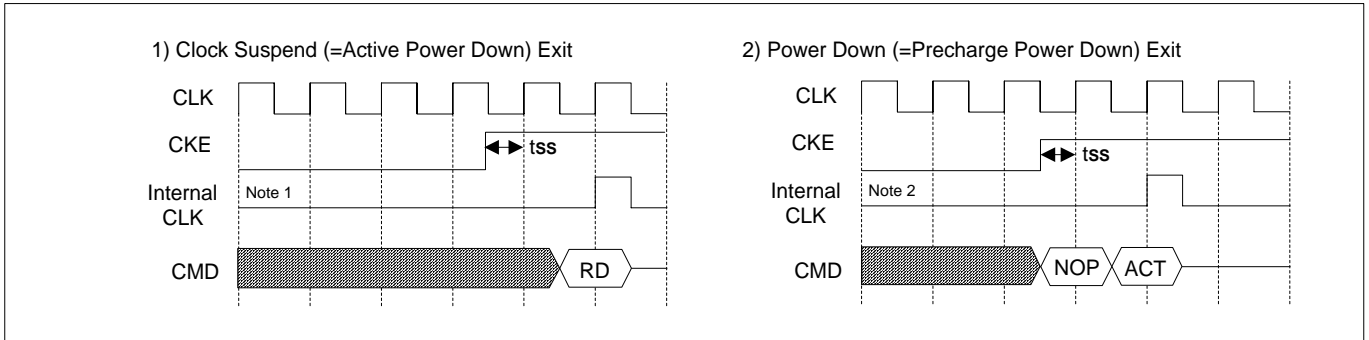 1) Clock Suspend (=Active Power Down) Exit
CLK
CKE
tss
Internal
CLK
Note 1
CMD
RD
2) Power Down (=Precharge Power Down) Exit
CLK
CKE
tss
Internal
CLK
Note 2
CMD
NOP
ACT